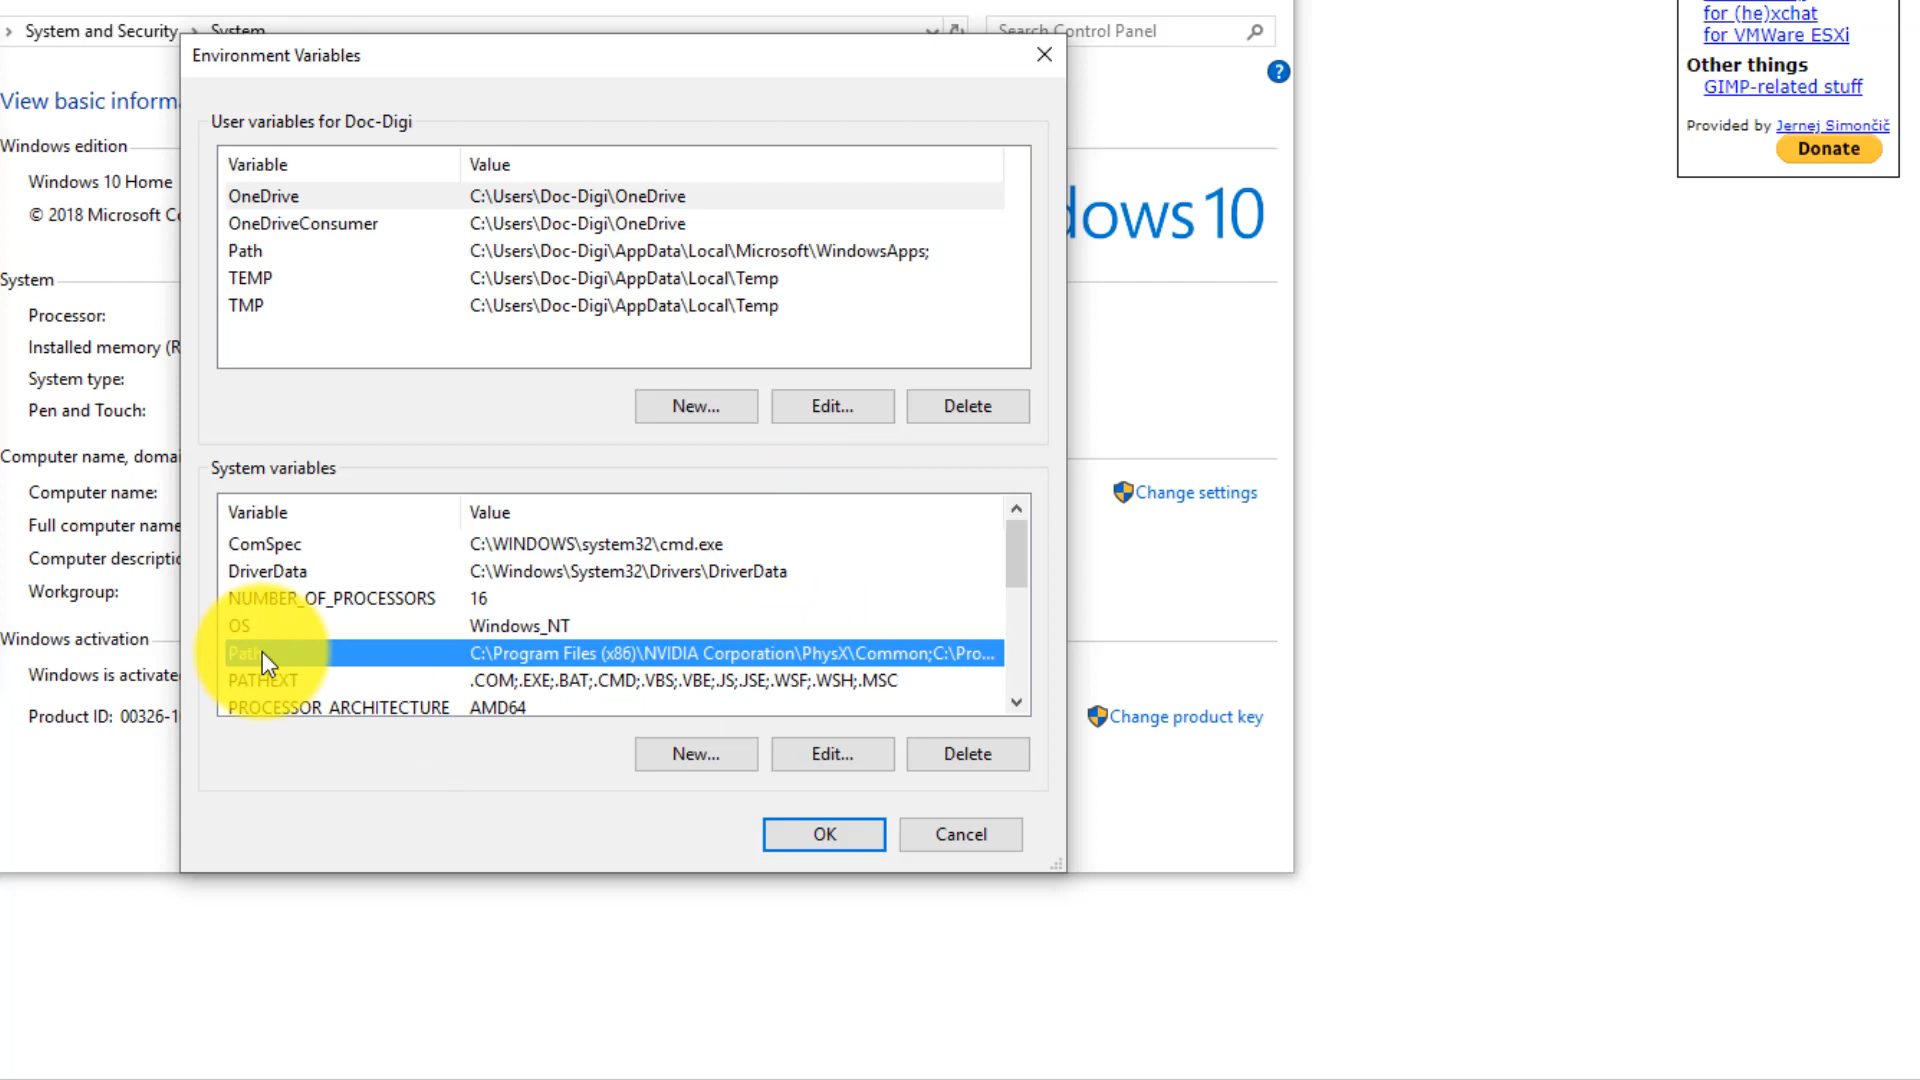 System and Security
System
Search Control Panel
for (he)xchat
for VMWare ESXi
Other things
GIMP-related stuff
Provided by Jernej Simončič
Donate
Environment Variables
View basic informa
Windows edition
Windows 10 Home
© 2018 Microsoft C
System
Processor:
Installed memory (R
System type:
Pen and Touch:
Computer name, domai
Computer name:
Full computer name
Computer descriptio
Workgroup:
Windows activation
Windows is activate
Product ID: 00326-1
User variables for Doc-Digi
Variable Value
OneDrive C:\Users\Doc-Digi\OneDrive
OneDriveConsumer C:\Users\Doc-Digi\OneDrive
Path C:\Users\Doc-Digi\AppData\Local\Microsoft\WindowsApps;
TEMP C:\Users\Doc-Digi\AppData\Local\Temp
TMP C:\Users\Doc-Digi\AppData\Local\Temp
New... Edit... Delete
System variables
Variable Value
ComSpec C:\WINDOWS\system32\cmd.exe
DriverData C:\Windows\System32\Drivers\DriverData
NUMBER_OF_PROCESSORS 16
OS Windows_NT
Path C:\Program Files (x86)\NVIDIA Corporation\PhysX\Common;C:\Pro...
PATHEXT .COM;.EXE;.BAT;.CMD;.VBS;.VBE;.JS;.JSE;.WSF;.WSH;.MSC
PROCESSOR_ARCHITECTURE AMD64
New... Edit... Delete
OK Cancel
?
dows 10
Change settings
Change product key